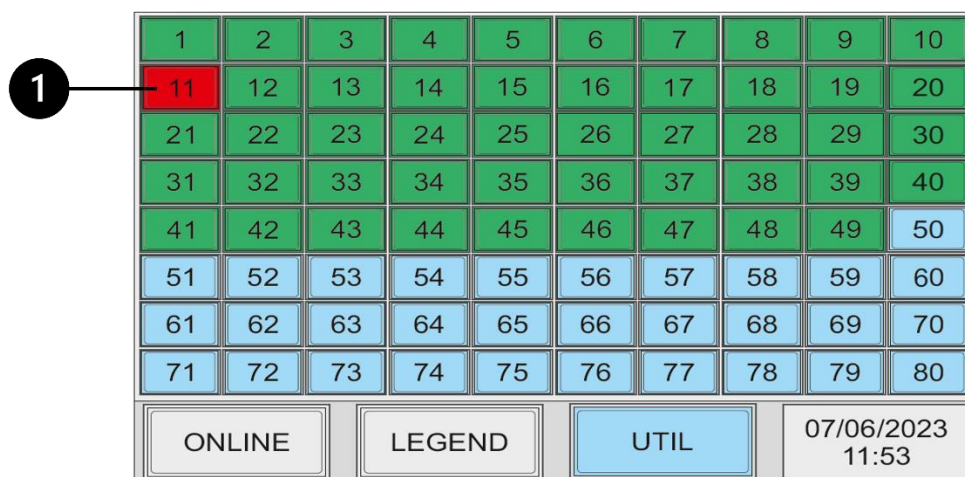 1 2 3 4 5 6 7 8 9 10
1 11 12 13 14 15 16 17 18 19 20
21 22 23 24 25 26 27 28 29 30
31 32 33 34 35 36 37 38 39 40
41 42 43 44 45 46 47 48 49 50
51 52 53 54 55 56 57 58 59 60
61 62 63 64 65 66 67 68 69 70
71 72 73 74 75 76 77 78 79 80
ONLINE LEGEND UTIL 07/06/2023
11:53